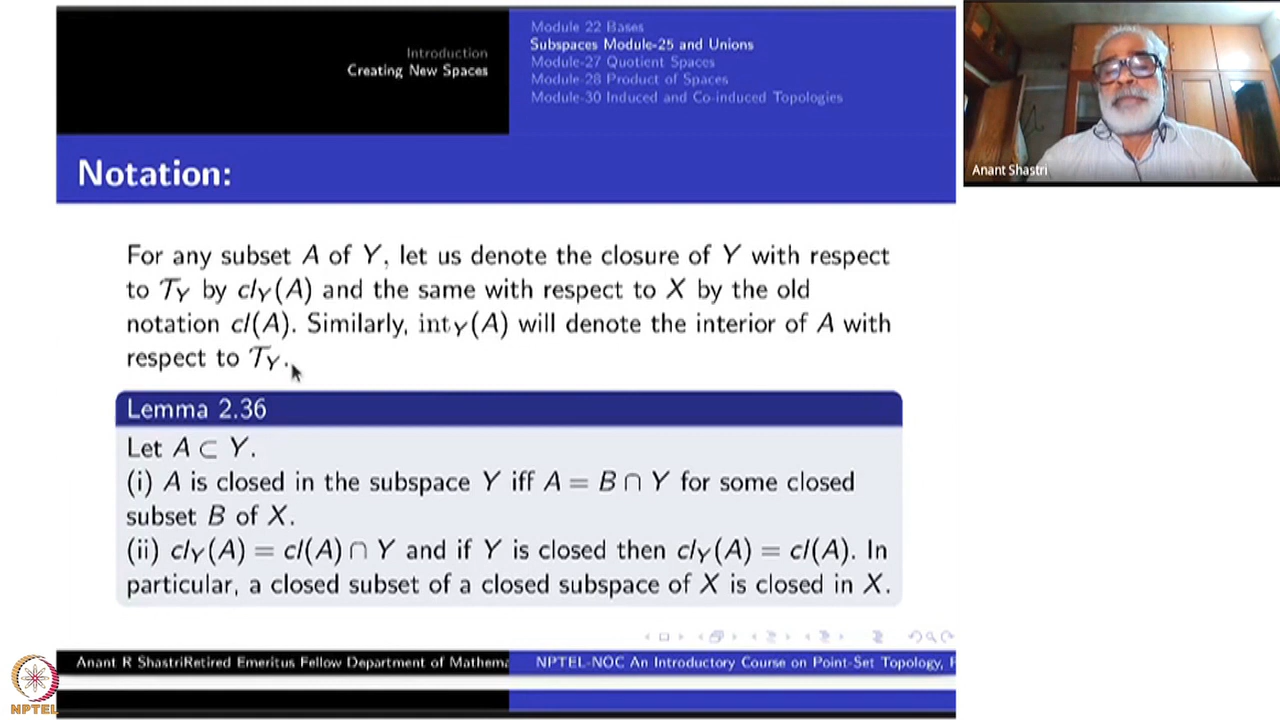 Introduction
Creating New Spaces
Module 22 Bases
Subspaces Module-25 and Unions
Module-27 Quotient Spaces
Module-28 Product of Spaces
Module-30 Induced and Co-induced Topologies
Anant Shastri
Notation:
For any subset A of Y, let us denote the closure of Y with respect
to 𝒯_Y by cl_Y(A) and the same with respect to X by the old
notation cl(A). Similarly, int_Y(A) will denote the interior of A with
respect to 𝒯_Y.
Lemma 2.36
Let A ⊂ Y.
(i) A is closed in the subspace Y iff A = B ∩ Y for some closed
subset B of X.
(ii) cl_Y(A) = cl(A) ∩ Y and if Y is closed then cl_Y(A) = cl(A). In
particular, a closed subset of a closed subspace of X is closed in X.
Anant R ShastriRetired Emeritus Fellow Department of Mathema
NPTEL-NOC An Introductory Course on Point-Set Topology, P
NPTEL